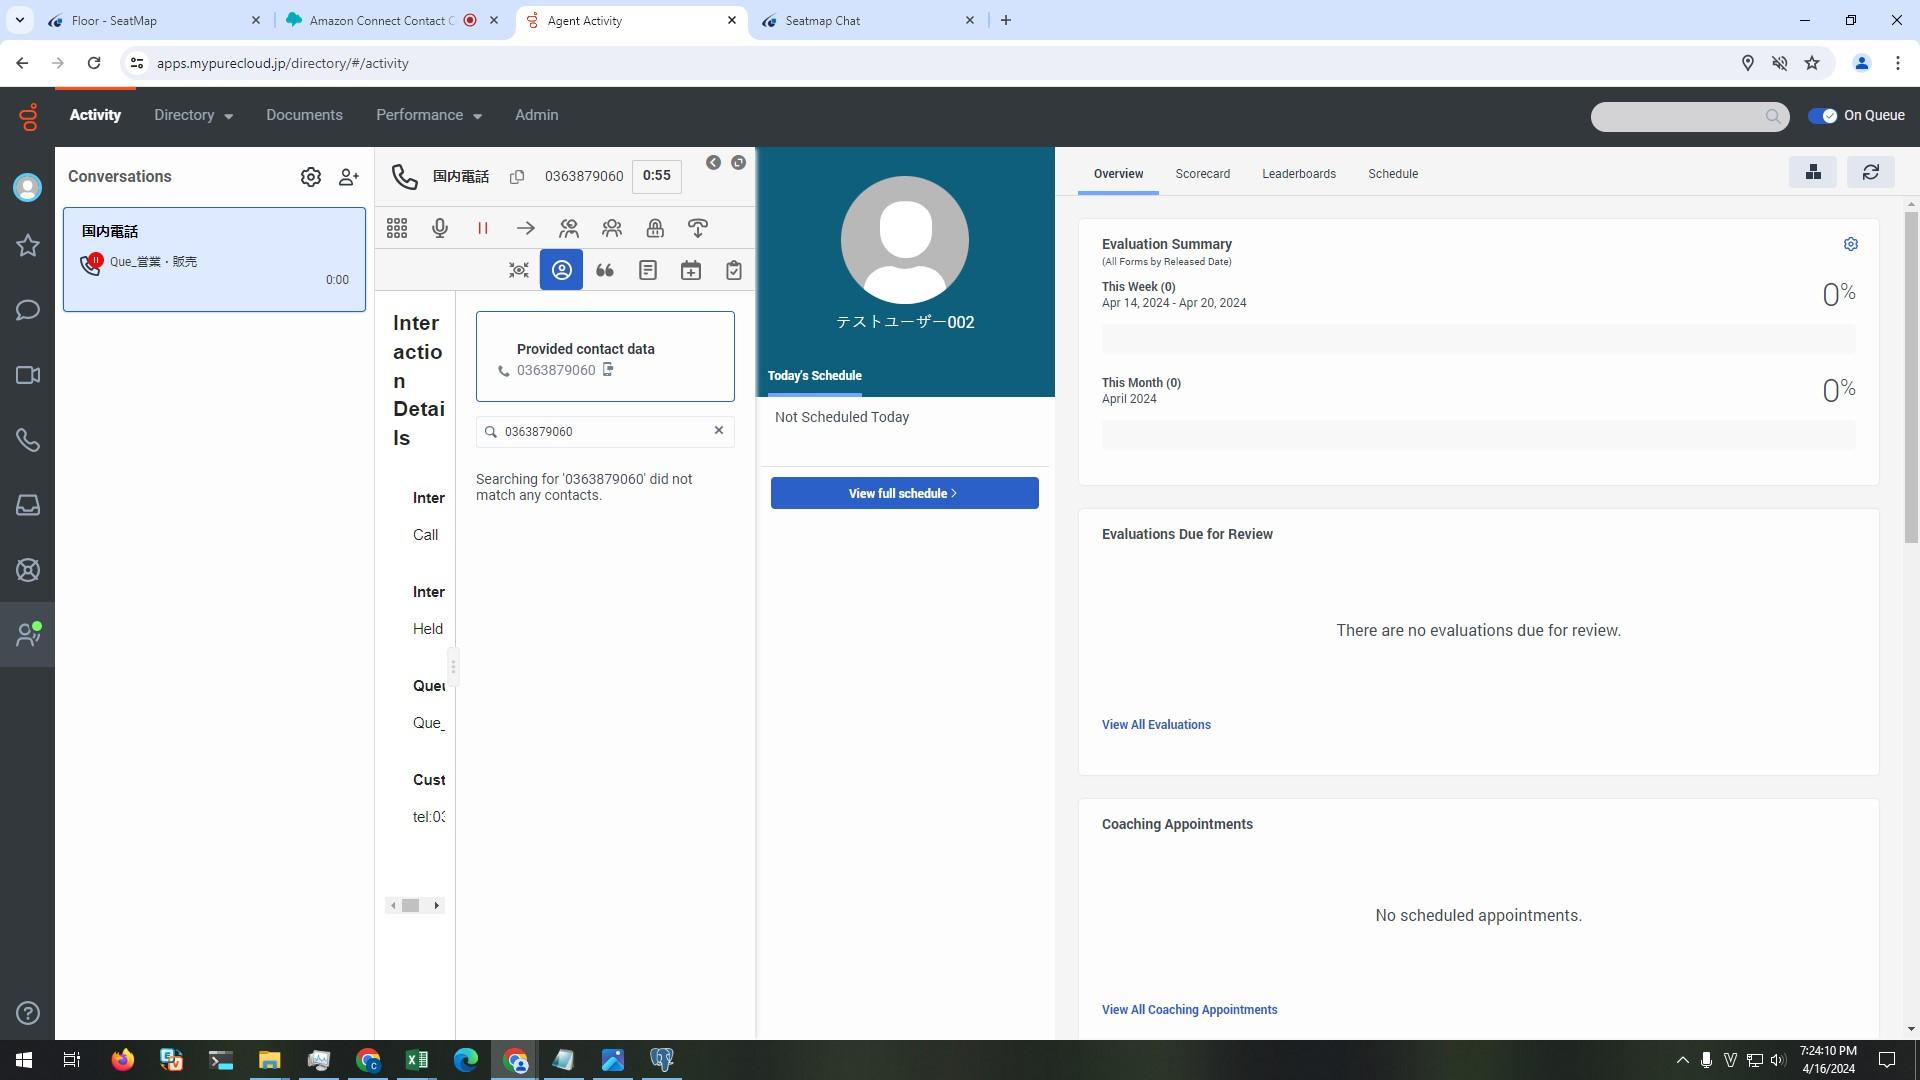 Floor - SeatMap
Amazon Connect Contact C
Agent Activity
Seatmap Chat
apps.mypurecloud.jp/directory/#/activity
Activity
Directory
Documents
Performance
Admin
On Queue
Conversations
国内電話
Que_営業・販売
0:00
国内電話
0363879060
0:55
Inter
actio
n
Detai
ls
Inter
Call
Inter
Held
Queu
Que_
Cust
tel:03
Provided contact data
0363879060
0363879060
Searching for '0363879060' did not
match any contacts.
テストユーザー002
Today's Schedule
Not Scheduled Today
View full schedule
Overview
Scorecard
Leaderboards
Schedule
Evaluation Summary
(All Forms by Released Date)
This Week (0)
Apr 14, 2024 - Apr 20, 2024
0%
This Month (0)
April 2024
0%
Evaluations Due for Review
There are no evaluations due for review.
View All Evaluations
Coaching Appointments
No scheduled appointments.
View All Coaching Appointments
7:24:10 PM
4/16/2024